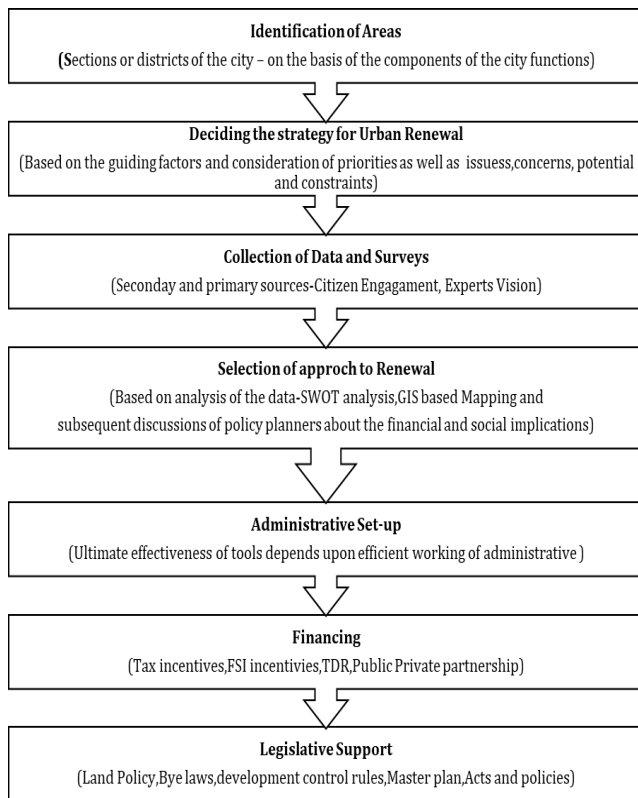 Identification of Areas
(Sections or districts of the city – on the basis of the components of the city functions)
Deciding the strategy for Urban Renewal
(Based on the guiding factors and consideration of priorities as well as issuess,concerns, potential
and constraints)
Collection of Data and Surveys
(Seconday and primary sources-Citizen Engagament, Experts Vision)
Selection of approch to Renewal
(Based on analysis of the data-SWOT analysis,GIS based Mapping and
subsequent discussions of policy planners about the financial and social implications)
Administrative Set-up
(Ultimate effectiveness of tools depends upon efficient working of administrative )
Financing
(Tax incentives,FSI incentivies,TDR,Public Private partnership)
Legislative Support
(Land Policy,Bye laws,development control rules,Master plan,Acts and policies)